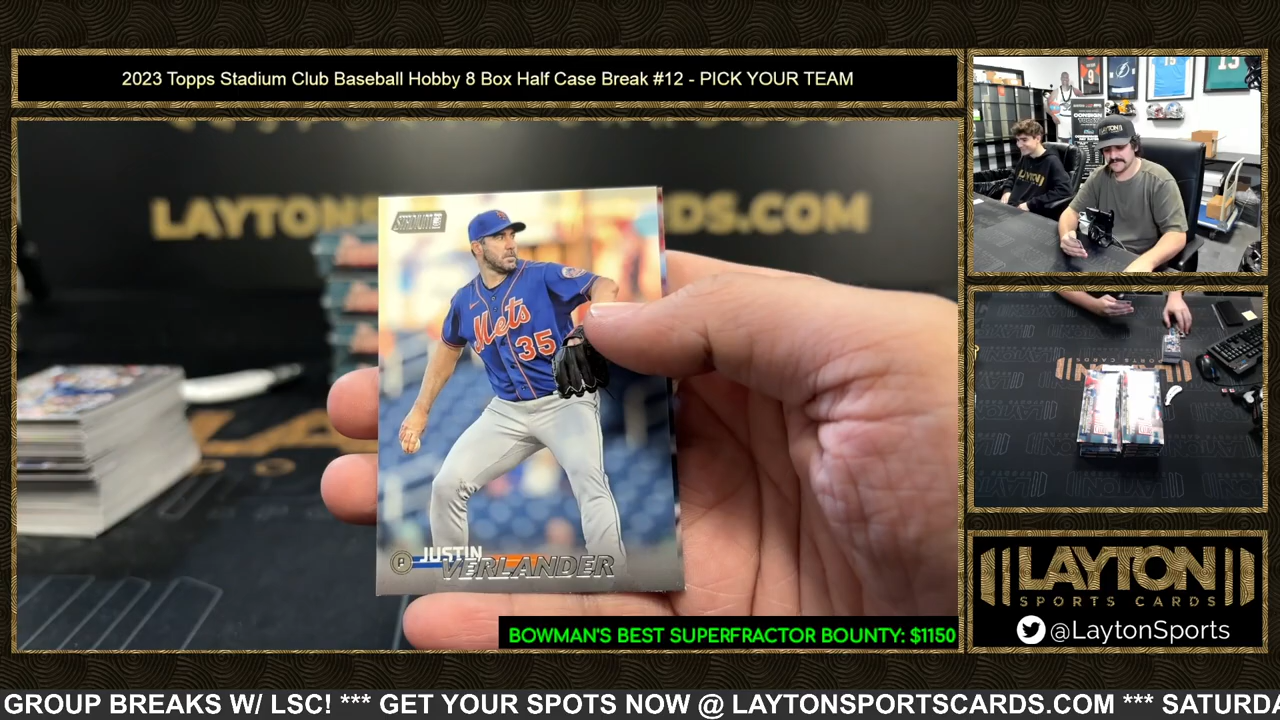 2023 Topps Stadium Club Baseball Hobby 8 Box Half Case Break #12 - PICK YOUR TEAM
STADIUM
Mets
35
JUSTIN
VERLANDER
BOWMAN'S BEST SUPERFRACTOR BOUNTY: $1150
LAYTON
SPORTS CARDS
@LaytonSports
GROUP BREAKS W/ LSC! *** GET YOUR SPOTS NOW @ LAYTONSPORTSCARDS.COM *** SATURDA